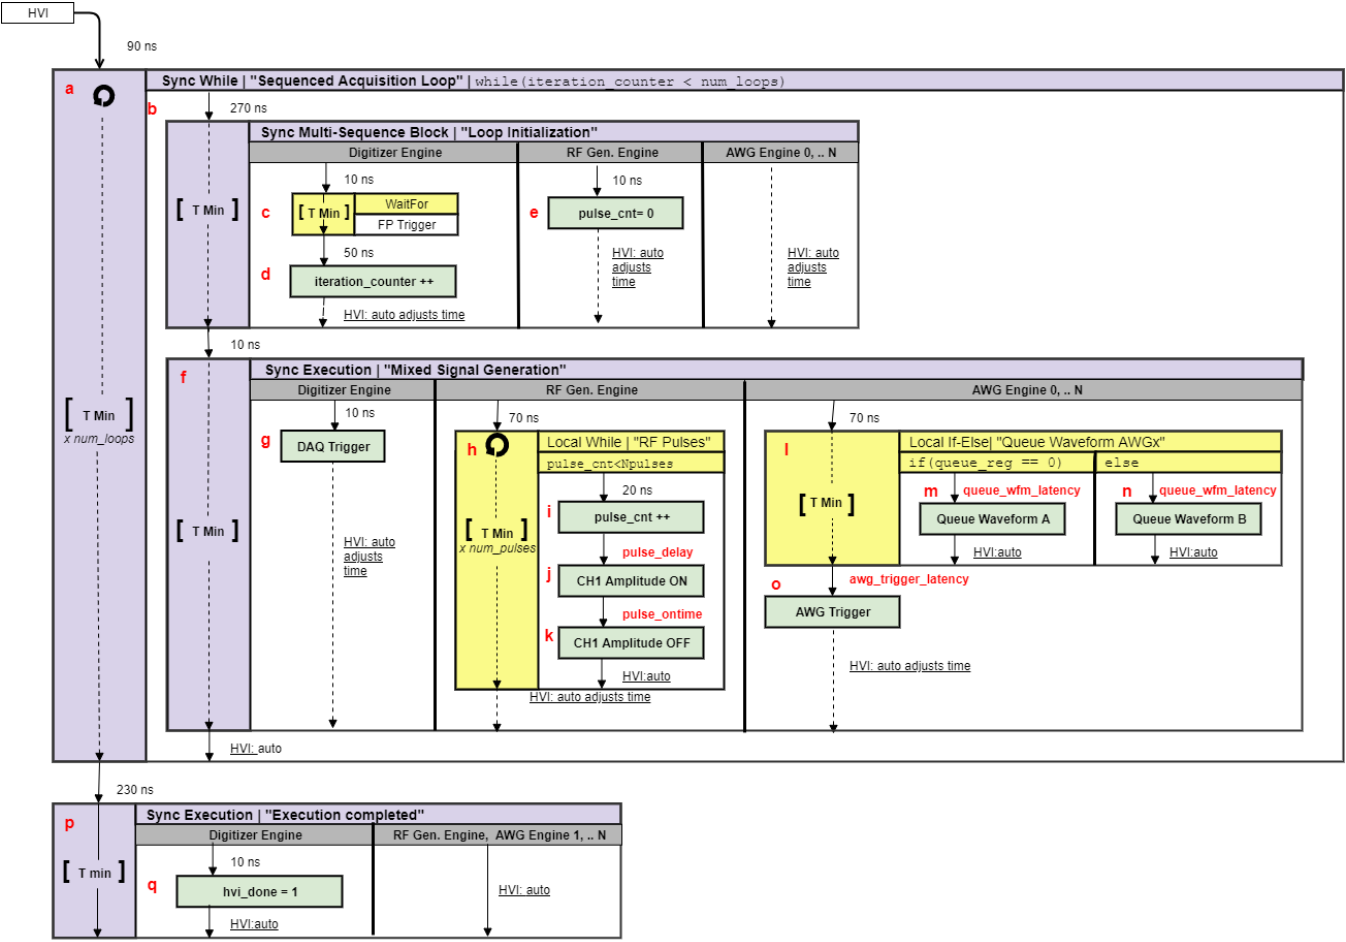 HVI
90 ns
a
Sync While | "Sequenced Acquisition Loop" | while(iteration_counter < num_loops)
b
270 ns
Sync Multi-Sequence Block | "Loop Initialization"
Digitizer Engine
RF Gen. Engine
AWG Engine 0, .. N
10 ns
10 ns
[ T Min ]
c
[ T Min ]
WaitFor
FP Trigger
e
pulse_cnt= 0
50 ns
HVI: auto
adjusts
time
HVI: auto
adjusts
time
d
iteration_counter ++
HVI: auto adjusts time
10 ns
f
Sync Execution | "Mixed Signal Generation"
Digitizer Engine
RF Gen. Engine
AWG Engine 0, .. N
10 ns
70 ns
70 ns
[ T Min ]
x num_loops
g
DAQ Trigger
h
Local While | "RF Pulses"
pulse_cnt<Npulses
l
Local If-Else| "Queue Waveform AWGx"
if(queue_reg == 0)
else
20 ns
m
queue_wfm_latency
n
queue_wfm_latency
[ T Min ]
i
pulse_cnt ++
Queue Waveform A
Queue Waveform B
[ T Min ]
[ T Min ]
x num_pulses
HVI: auto
adjusts
time
pulse_delay
HVI:auto
HVI:auto
j
CH1 Amplitude ON
awg_trigger_latency
o
AWG Trigger
pulse_ontime
k
CH1 Amplitude OFF
HVI:auto
HVI: auto adjusts time
HVI: auto adjusts time
HVI: auto
230 ns
p
Sync Execution | "Execution completed"
Digitizer Engine
RF Gen. Engine, AWG Engine 1, .. N
10 ns
[ T min ]
q
hvi_done = 1
HVI: auto
HVI:auto